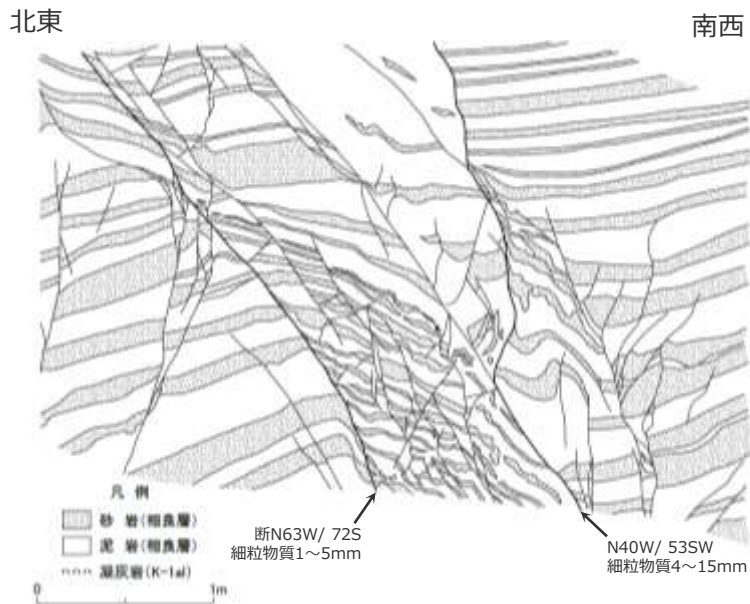 北東
南西
凡 例
砂 岩(相良層)
泥 岩(相良層)
凝灰岩(K-1al)
0
1m
断N63W/ 72S
細粒物質1～5mm
N40W/ 53SW
細粒物質4～15mm